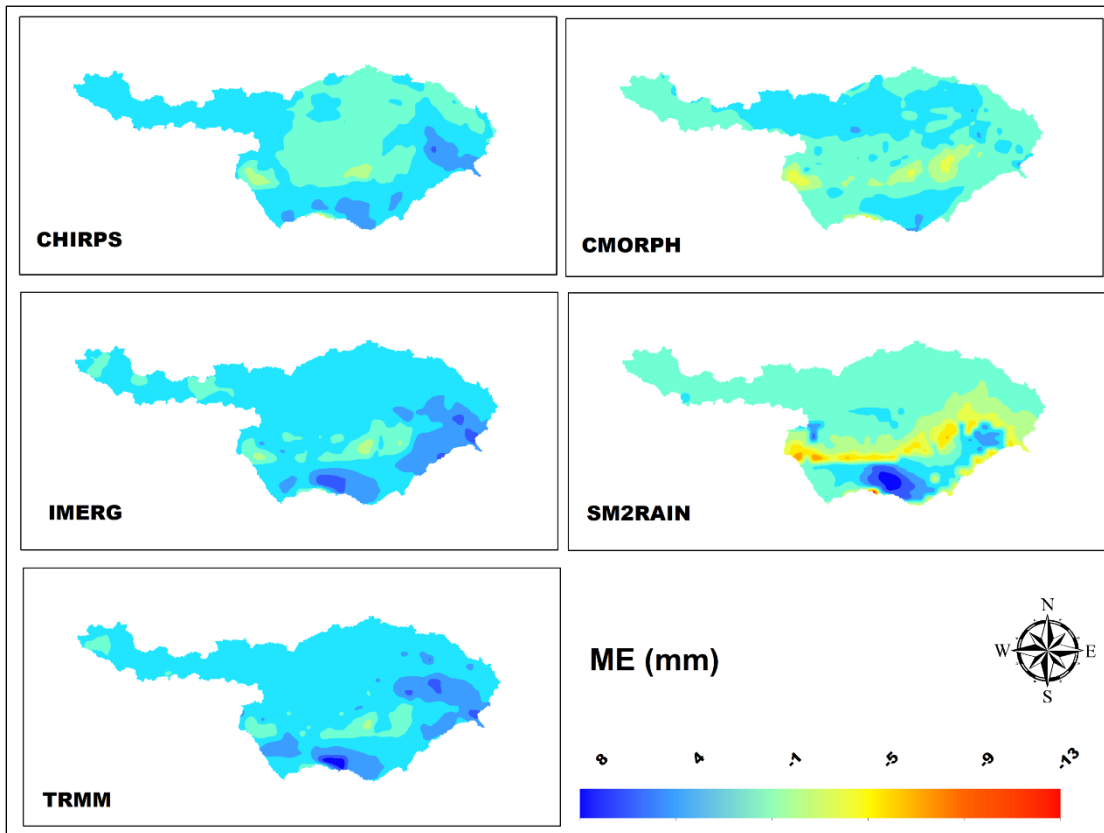 CHIRPS
CMORPH
IMERG
SM2RAIN
TRMM
ME (mm)
N
W E
S
8 4 -1 -5 -9 -13